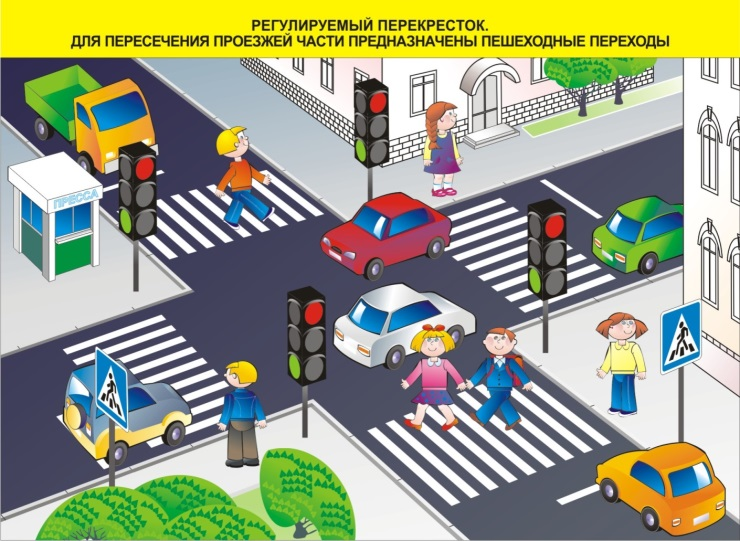 РЕГУЛИРУЕМЫЙ ПЕРЕКРЕСТОК.
ДЛЯ ПЕРЕСЕЧЕНИЯ ПРОЕЗЖЕЙ ЧАСТИ ПРЕДНАЗНАЧЕНЫ ПЕШЕХОДНЫЕ ПЕРЕХОДЫ
ПРЕССА